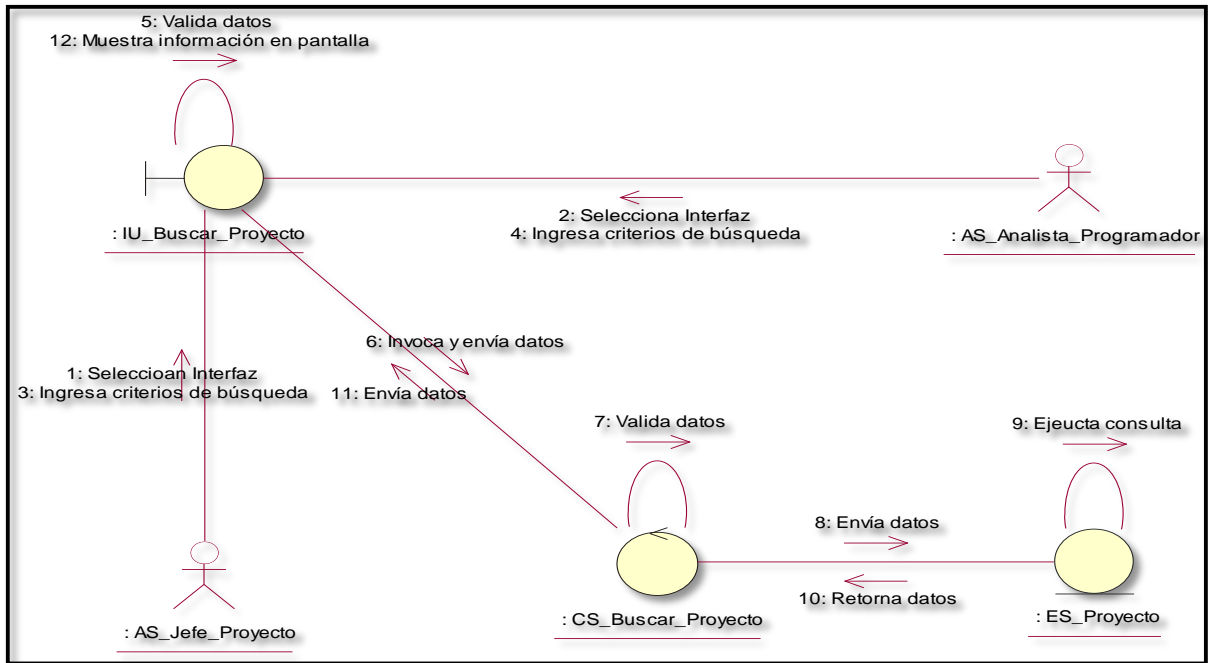 5: Valida datos
12: Muestra información en pantalla
2: Selecciona Interfaz
4: Ingresa criterios de búsqueda
: IU_Buscar_Proyecto
: AS_Analista_Programador
6: Invoca y envía datos
1: Seleccioan Interfaz
3: Ingresa criterios de búsqueda
11: Envía datos
7: Valida datos
9: Ejeucta consulta
8: Envía datos
10: Retorna datos
: AS_Jefe_Proyecto
: CS_Buscar_Proyecto
: ES_Proyecto